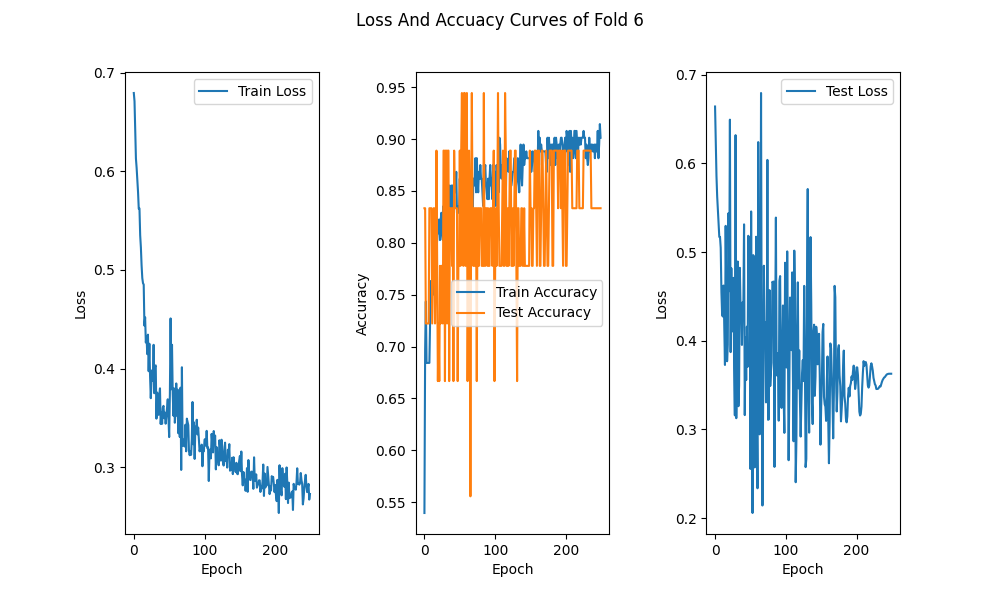 Loss And Accuacy Curves of Fold 6
Train Loss
0.7
0.6
0.5
0.4
0.3
Loss
0
100
200
Epoch
Train Accuracy
Test Accuracy
0.95
0.90
0.85
0.80
0.75
0.70
0.65
0.60
0.55
Accuracy
0
100
200
Epoch
Test Loss
0.7
0.6
0.5
0.4
0.3
0.2
Loss
0
100
200
Epoch